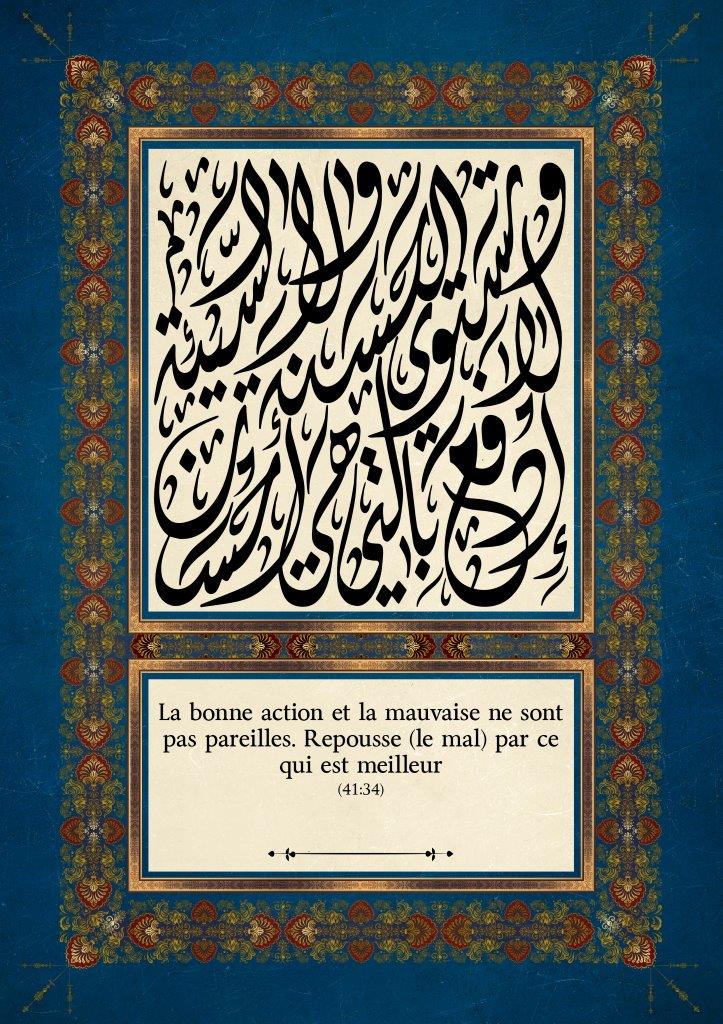 ولا تستوي الحسنة ولا السيئة
إدفع بالتي هي أحسن
La bonne action et la mauvaise ne sont
pas pareilles. Repousse (le mal) par ce
qui est meilleur
(41:34)